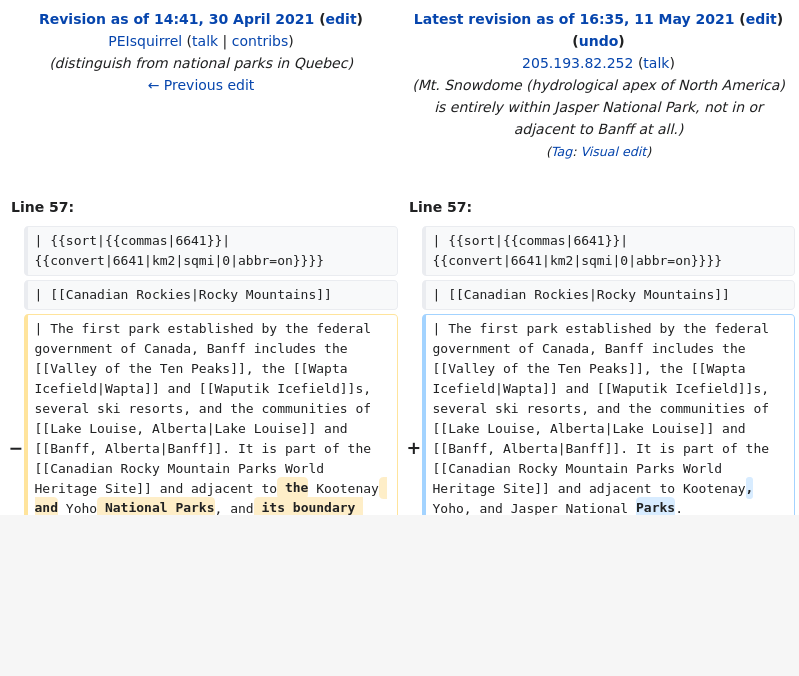 Revision as of 14:41, 30 April 2021 (edit)
PEIsquirrel (talk | contribs)
(distinguish from national parks in Quebec)
← Previous edit
Latest revision as of 16:35, 11 May 2021 (edit)
(undo)
205.193.82.252 (talk)
(Mt. Snowdome (hydrological apex of North America)
is entirely within Jasper National Park, not in or
adjacent to Banff at all.)
(Tag: Visual edit)
Line 57:
| {{sort|{{commas|6641}}|
{{convert|6641|km2|sqmi|0|abbr=on}}}}
| [[Canadian Rockies|Rocky Mountains]]
−
| The first park established by the federal
government of Canada, Banff includes the
[[Valley of the Ten Peaks]], the [[Wapta
Icefield|Wapta]] and [[Waputik Icefield]]s,
several ski resorts, and the communities of
[[Lake Louise, Alberta|Lake Louise]] and
[[Banff, Alberta|Banff]]. It is part of the
[[Canadian Rocky Mountain Parks World
Heritage Site]] and adjacent to the Kootenay
and Yoho National Parks, and its boundary
Line 57:
| {{sort|{{commas|6641}}|
{{convert|6641|km2|sqmi|0|abbr=on}}}}
| [[Canadian Rockies|Rocky Mountains]]
+
| The first park established by the federal
government of Canada, Banff includes the
[[Valley of the Ten Peaks]], the [[Wapta
Icefield|Wapta]] and [[Waputik Icefield]]s,
several ski resorts, and the communities of
[[Lake Louise, Alberta|Lake Louise]] and
[[Banff, Alberta|Banff]]. It is part of the
[[Canadian Rocky Mountain Parks World
Heritage Site]] and adjacent to Kootenay,
Yoho, and Jasper National Parks.